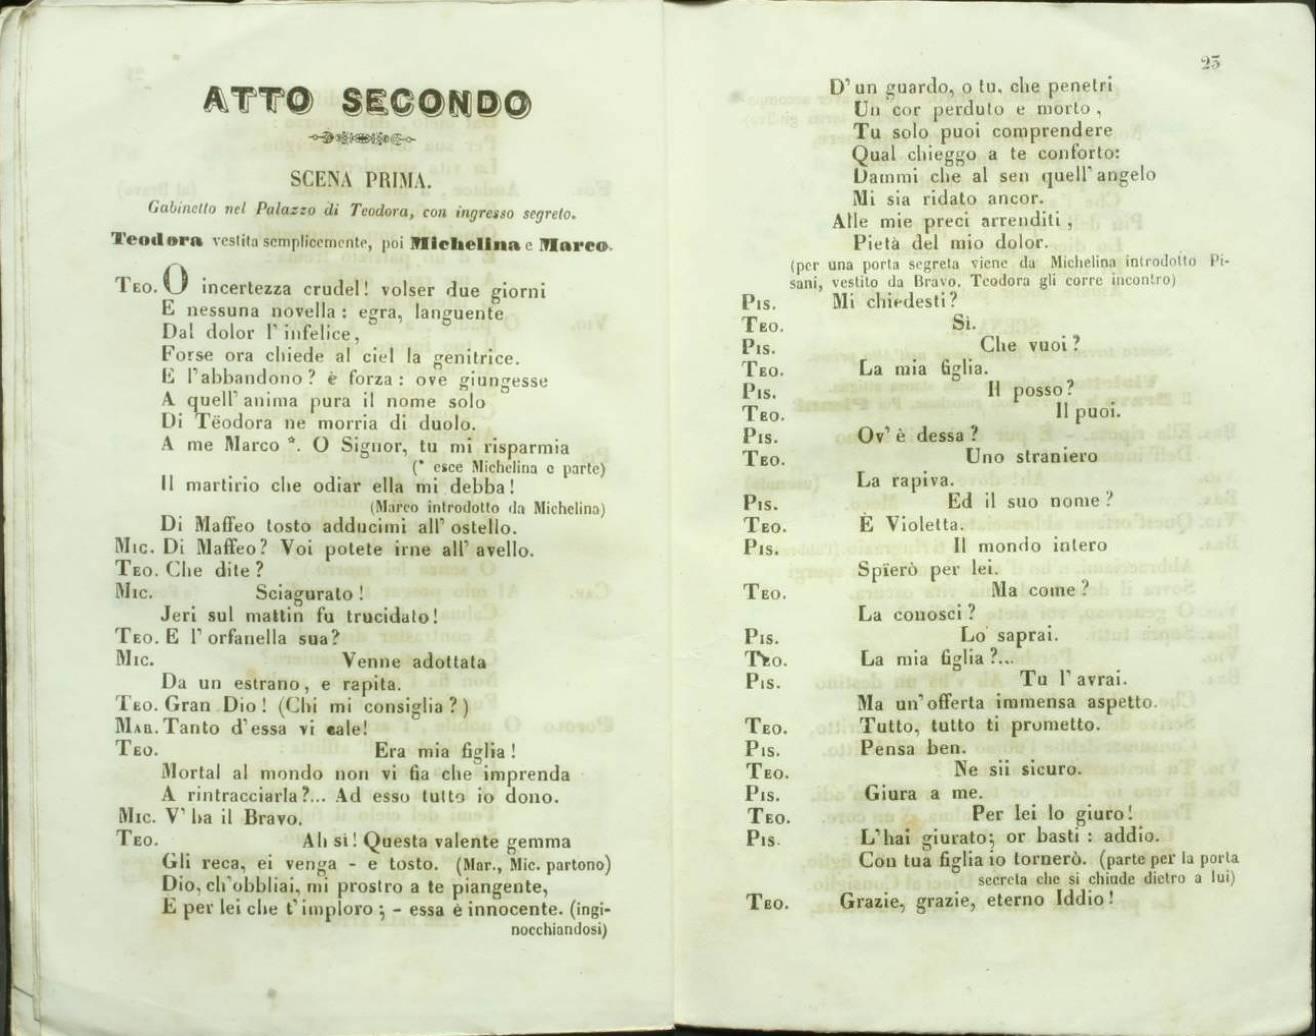 ATTO SECONDO
SCENA PRIMA.
Gabinetto nel Palazzo di Teodora, con ingresso segreto.
Teodora vestita semplicemente, poi Michelina e Marco.
TEO. O incertezza crudel! volser due giorni
E nessuna novella: egra, languente
Dal dolor l'infelice,
Forse ora chiede al ciel la genitrice.
E l'abbandono? è forza: ove giungesse
A quell'anima pura il nome solo
Di Tëodora ne morria di duolo.
A me Marco *. O Signor, tu mi risparmia
(* esce Michelina e parte)
Il martirio che odiar ella mi debba!
(Marco introdotto da Michelina)
Di Maffeo tosto adducimi all'ostello.
MIC. Di Maffeo? Voi potete irne all'avello.
TEO. Che dite?
MIC. Sciagurato!
Jeri sul mattin fu trucidato!
TEO. E l'orfanella sua?
MIC. Venne adottata
Da un estrano, e rapita.
TEO. Gran Dio! (Chi mi consiglia?)
MAR. Tanto d'essa vi cale!
TEO. Era mia figlia!
Mortal al mondo non vi fia che imprenda
A rintracciarla?... Ad esso tutto io dono.
MIC. V'ha il Bravo.
TEO. Ah sì! Questa valente gemma
Gli reca, ei venga - e tosto. (Mar., Mic. partono)
Dio, ch'obbliai, mi prostro a te piangente,
E per lei che t'imploro; - essa è innocente. (ingi-
nocchiandosi)
23
D'un guardo, o tu, che penetri
Un cor perduto e morto,
Tu solo puoi comprendere
Qual chieggo a te conforto:
Dammi che al sen quell'angelo
Mi sia ridato ancor.
Alle mie preci arrenditi,
Pietà del mio dolor.
(per una porta segreta viene da Michelina introdotto Pi-
sani, vestito da Bravo. Teodora gli corre incontro)
PIS. Mi chiedesti?
TEO. Sì.
PIS. Che vuoi?
TEO. La mia figlia.
PIS. Il posso?
TEO. Il puoi.
PIS. Ov'è dessa?
TEO. Uno straniero
La rapiva.
PIS. Ed il suo nome?
TEO. È Violetta.
PIS. Il mondo intero
Spïerò per lei.
TEO. Ma come?
La conosci?
PIS. Lo saprai.
TEO. La mia figlia?...
PIS. Tu l'avrai.
Ma un'offerta immensa aspetto.
TEO. Tutto, tutto ti prometto.
PIS. Pensa ben.
TEO. Ne sii sicuro.
PIS. Giura a me.
TEO. Per lei lo giuro!
PIS. L'hai giurato; or basti: addio.
Con tua figlia io tornerò. (parte per la porta
secreta che si chiude dietro a lui)
TEO. Grazie, grazie, eterno Iddio!